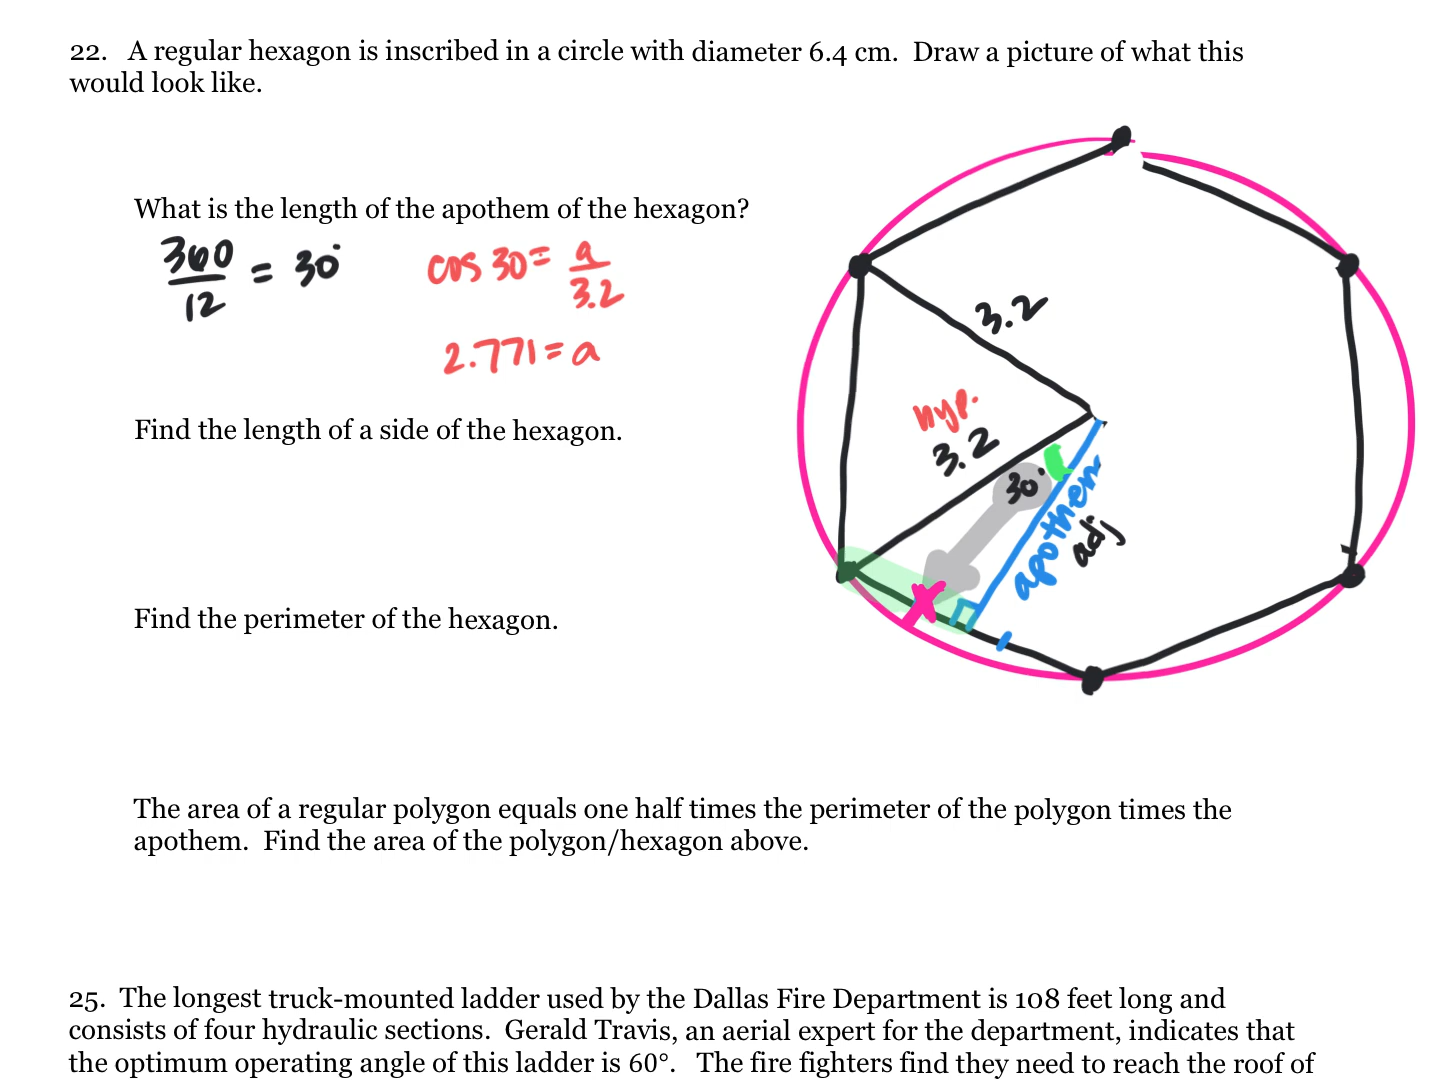 22. A regular hexagon is inscribed in a circle with diameter 6.4 cm. Draw a picture of what this
would look like.
What is the length of the apothem of the hexagon?
360/12 = 30°
cos 30 = a/3.2
2.771 = a
3.2
hyp.
3.2
30°
apothem
adj
x
Find the length of a side of the hexagon.
Find the perimeter of the hexagon.
The area of a regular polygon equals one half times the perimeter of the polygon times the
apothem. Find the area of the polygon/hexagon above.
25. The longest truck-mounted ladder used by the Dallas Fire Department is 108 feet long and
consists of four hydraulic sections. Gerald Travis, an aerial expert for the department, indicates that
the optimum operating angle of this ladder is 60°. The fire fighters find they need to reach the roof of